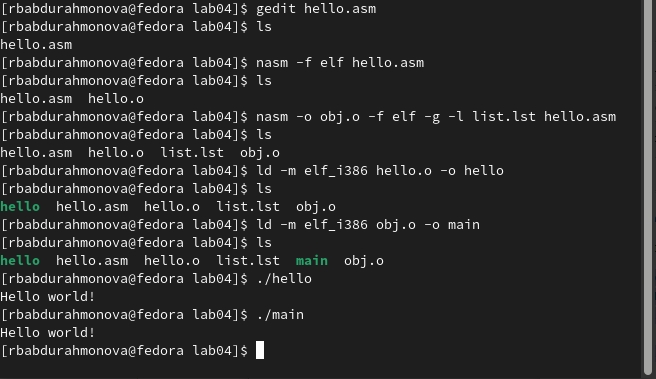 [rbabdurahmonova@fedora lab04]$ gedit hello.asm
[rbabdurahmonova@fedora lab04]$ ls
hello.asm
[rbabdurahmonova@fedora lab04]$ nasm -f elf hello.asm
[rbabdurahmonova@fedora lab04]$ ls
hello.asm  hello.o
[rbabdurahmonova@fedora lab04]$ nasm -o obj.o -f elf -g -l list.lst hello.asm
[rbabdurahmonova@fedora lab04]$ ls
hello.asm  hello.o  list.lst  obj.o
[rbabdurahmonova@fedora lab04]$ ld -m elf_i386 hello.o -o hello
[rbabdurahmonova@fedora lab04]$ ls
hello  hello.asm  hello.o  list.lst  obj.o
[rbabdurahmonova@fedora lab04]$ ld -m elf_i386 obj.o -o main
[rbabdurahmonova@fedora lab04]$ ls
hello  hello.asm  hello.o  list.lst  main  obj.o
[rbabdurahmonova@fedora lab04]$ ./hello
Hello world!
[rbabdurahmonova@fedora lab04]$ ./main
Hello world!
[rbabdurahmonova@fedora lab04]$